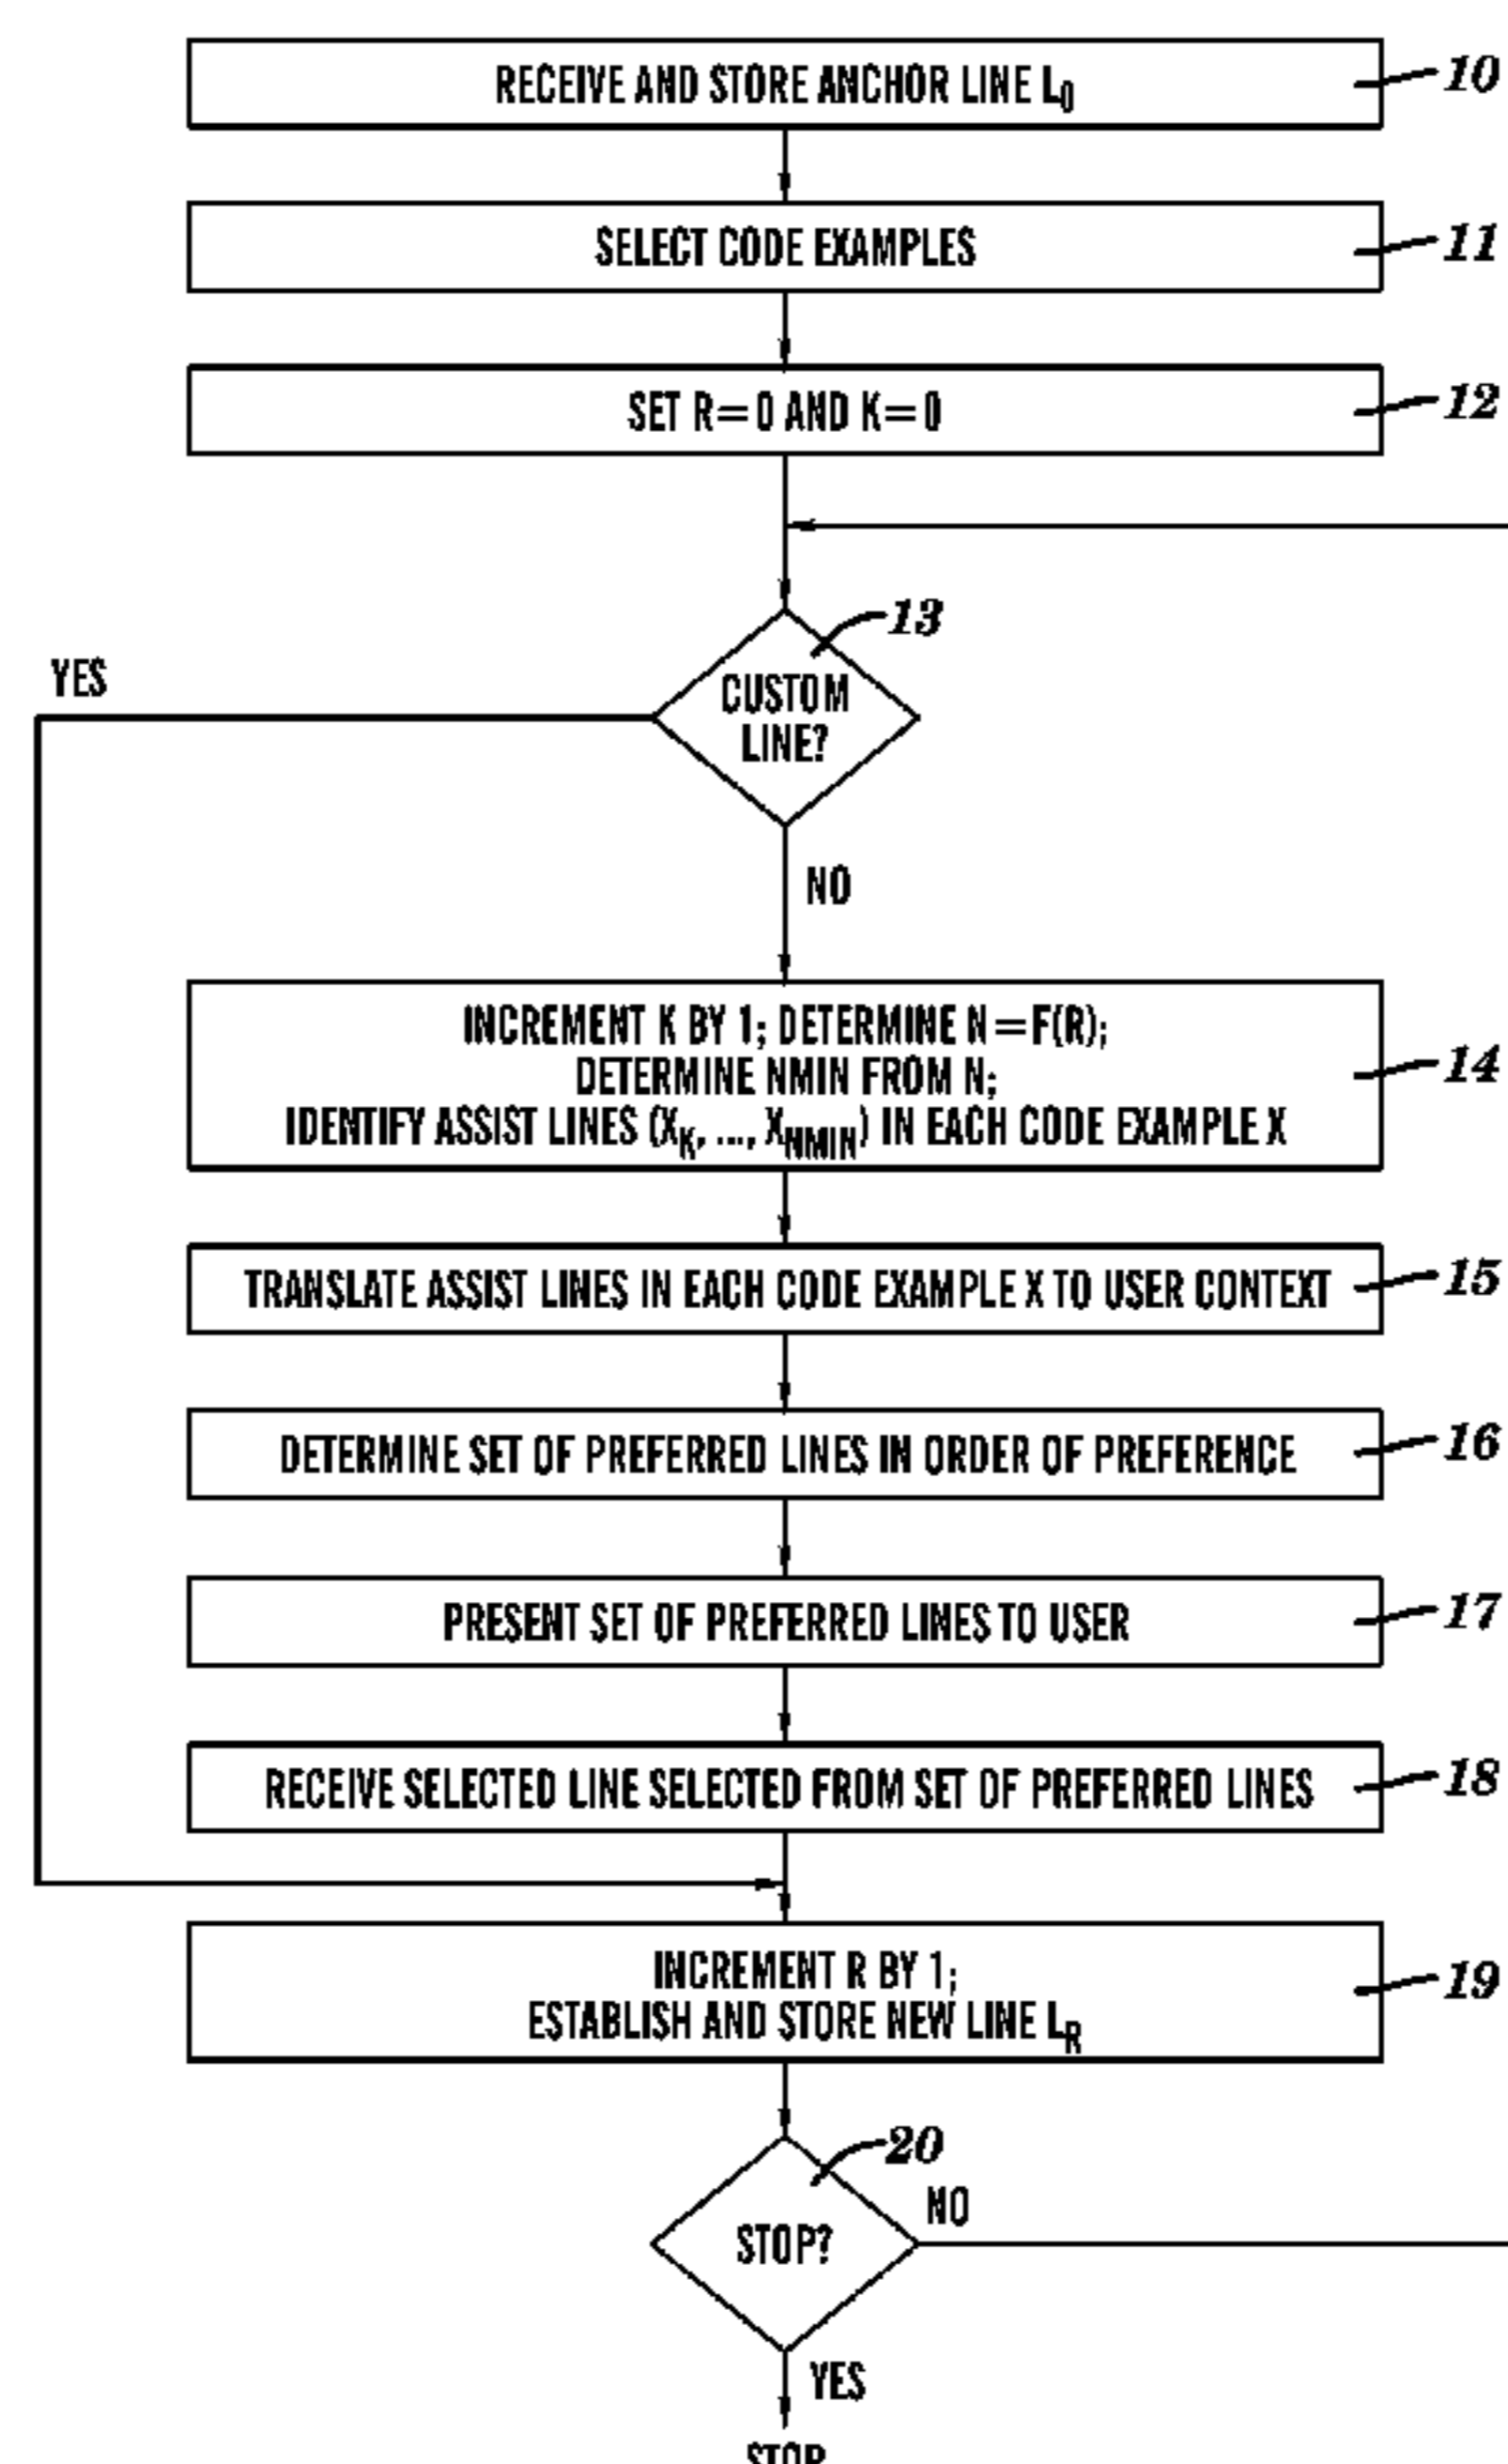 RECEIVE AND STORE ANCHOR LINE L0
10
SELECT CODE EXAMPLES
11
SET R=0 AND K=0
12
13
YES
CUSTOM
LINE?
NO
INCREMENT K BY 1; DETERMINE N=F(R);
DETERMINE NMIN FROM N;
IDENTIFY ASSIST LINES (XK, ..., XNMIN) IN EACH CODE EXAMPLE X
14
TRANSLATE ASSIST LINES IN EACH CODE EXAMPLE X TO USER CONTEXT
15
DETERMINE SET OF PREFERRED LINES IN ORDER OF PREFERENCE
16
PRESENT SET OF PREFERRED LINES TO USER
17
RECEIVE SELECTED LINE SELECTED FROM SET OF PREFERRED LINES
18
INCREMENT R BY 1;
ESTABLISH AND STORE NEW LINE LR
19
20
NO
STOP?
YES
STOP